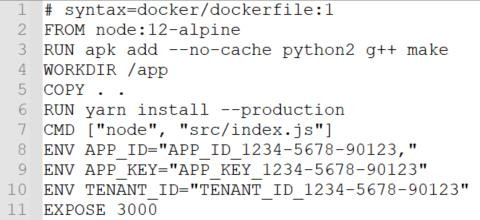 1 # syntax=docker/dockerfile:1
2 FROM node:12-alpine
3 RUN apk add --no-cache python2 g++ make
4 WORKDIR /app
5 COPY . .
6 RUN yarn install --production
7 CMD ["node", "src/index.js"]
8 ENV APP_ID="APP_ID_1234-5678-90123,"
9 ENV APP_KEY="APP_KEY_1234-5678-90123"
10 ENV TENANT_ID="TENANT_ID_1234-5678-90123"
11 EXPOSE 3000